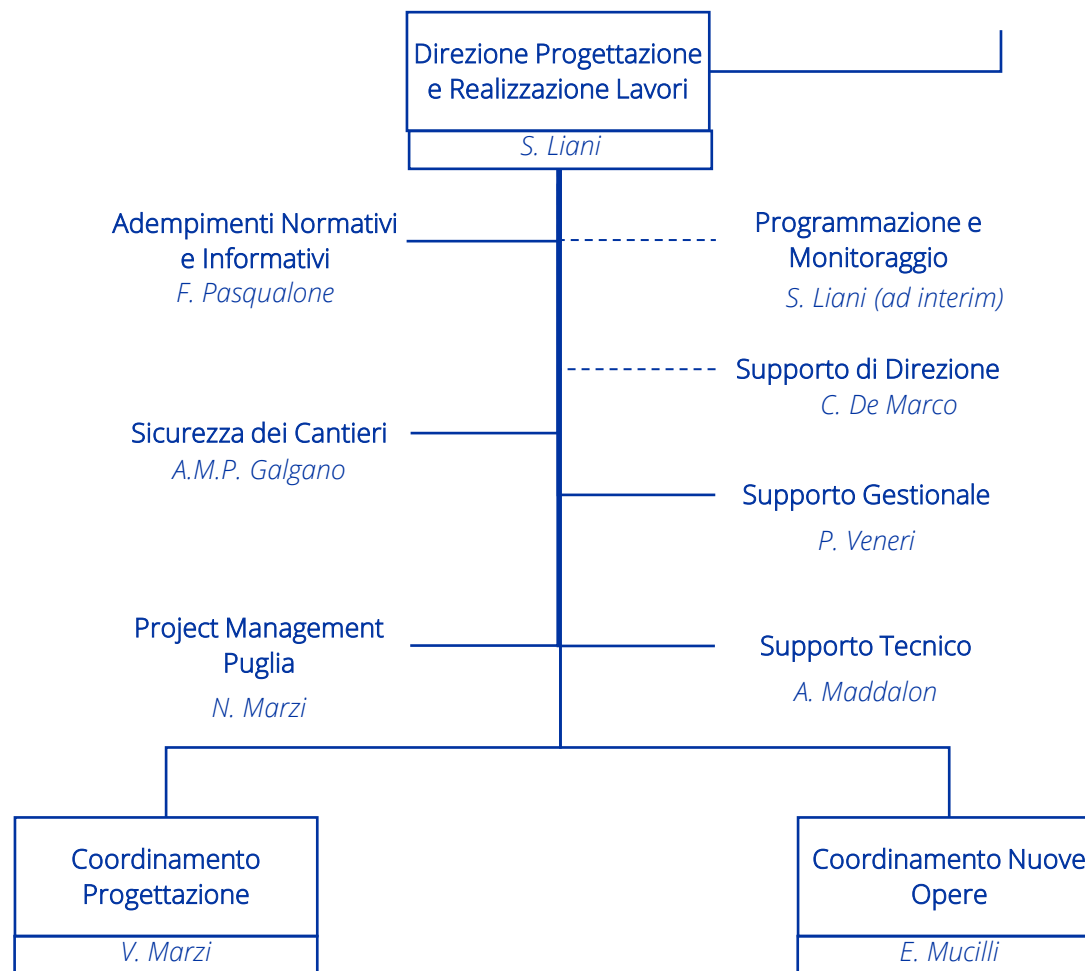 Direzione Progettazione
e Realizzazione Lavori
S. Liani
Adempimenti Normativi
e Informativi
F. Pasqualone
Programmazione e
Monitoraggio
S. Liani (ad interim)
Supporto di Direzione
C. De Marco
Sicurezza dei Cantieri
A.M.P. Galgano
Supporto Gestionale
P. Veneri
Project Management
Puglia
N. Marzi
Supporto Tecnico
A. Maddalon
Coordinamento
Progettazione
V. Marzi
Coordinamento Nuove
Opere
E. Mucilli